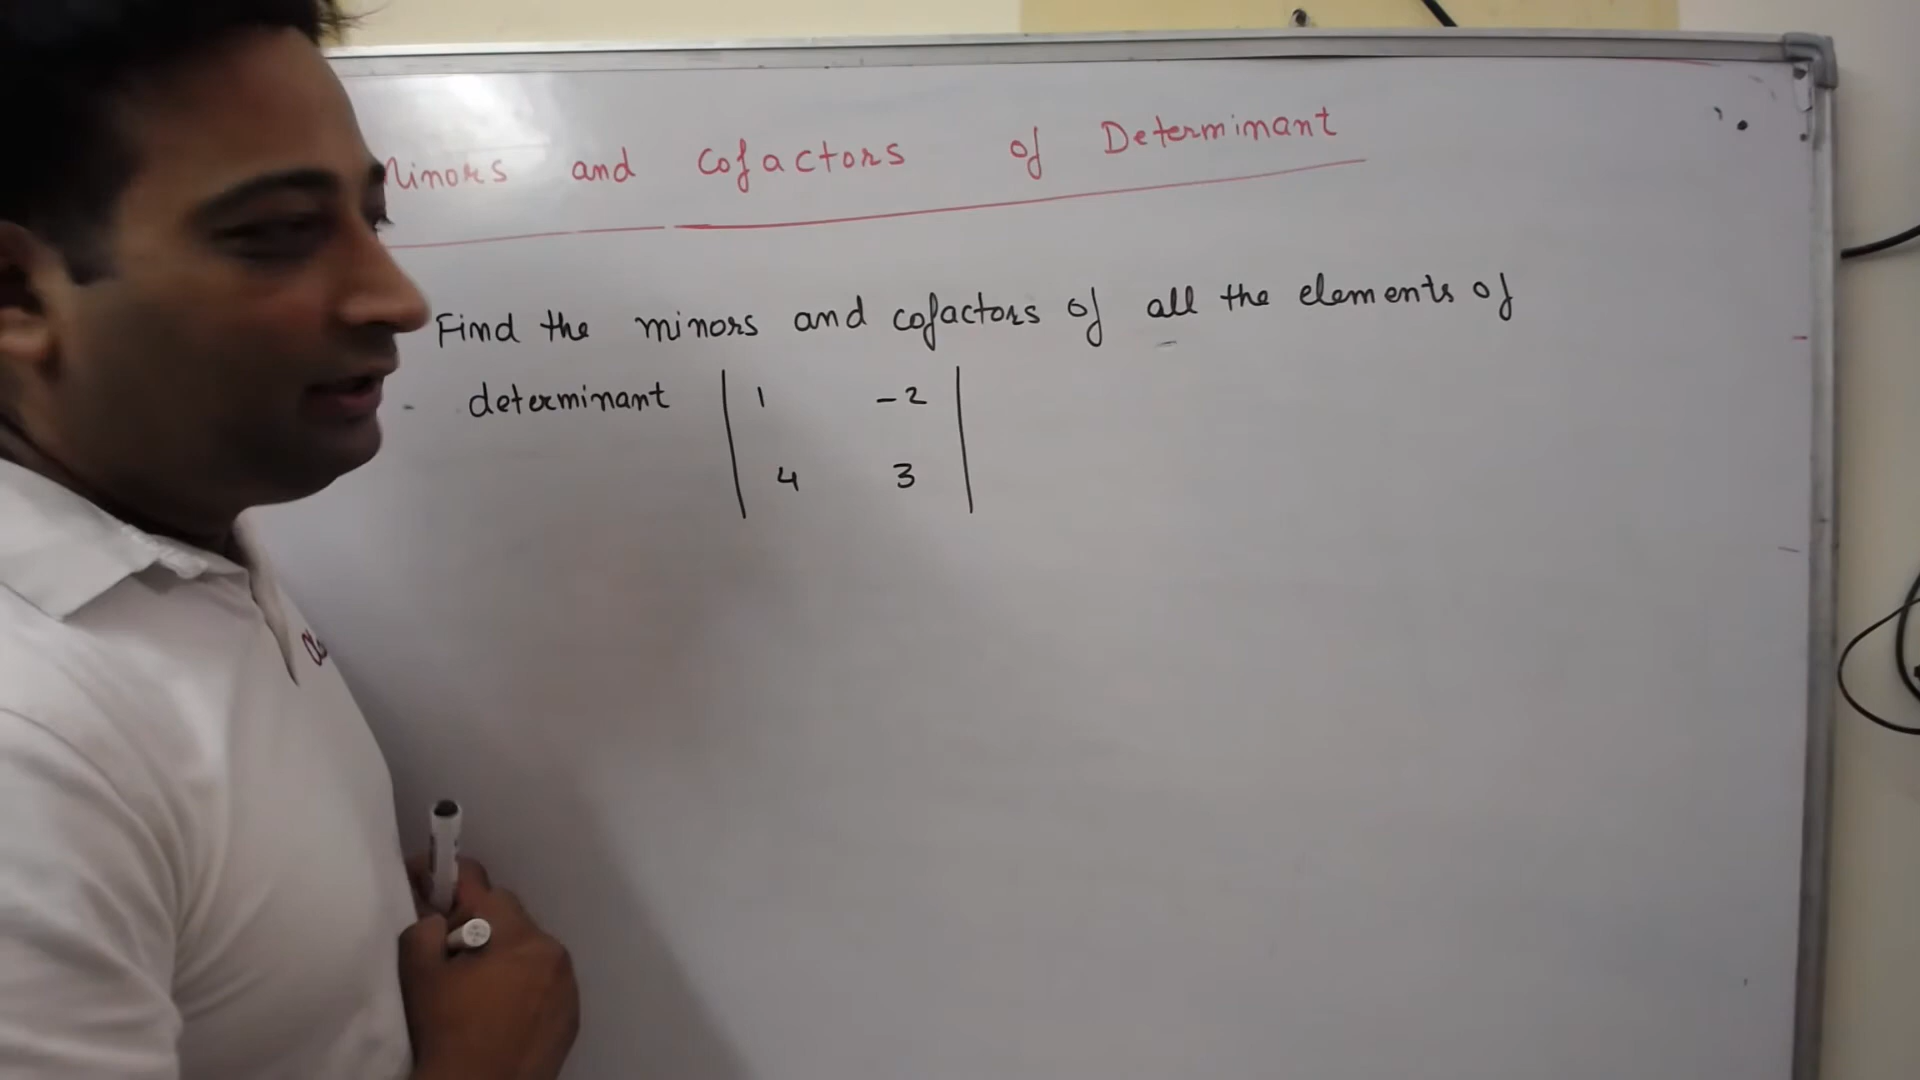 Minors and Cofactors of Determinant
Find the minors and cofactors of all the elements of
determinant | 1 -2 |
| 4 3 |